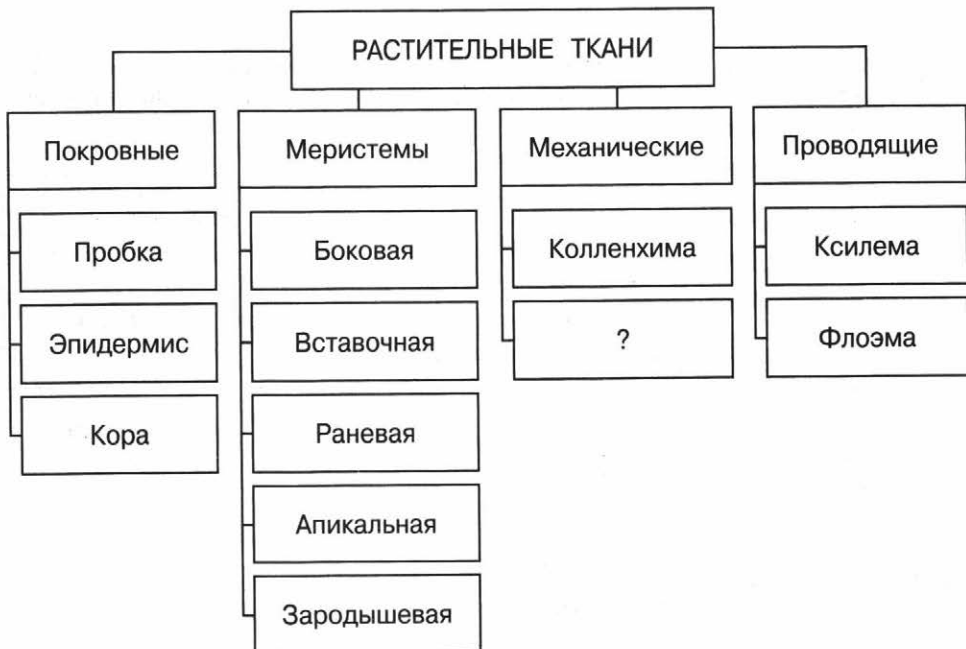 РАСТИТЕЛЬНЫЕ ТКАНИ
Покровные
Пробка
Эпидермис
Кора
Меристемы
Боковая
Вставочная
Раневая
Апикальная
Зародышевая
Механические
Колленхима
?
Проводящие
Ксилема
Флоэма